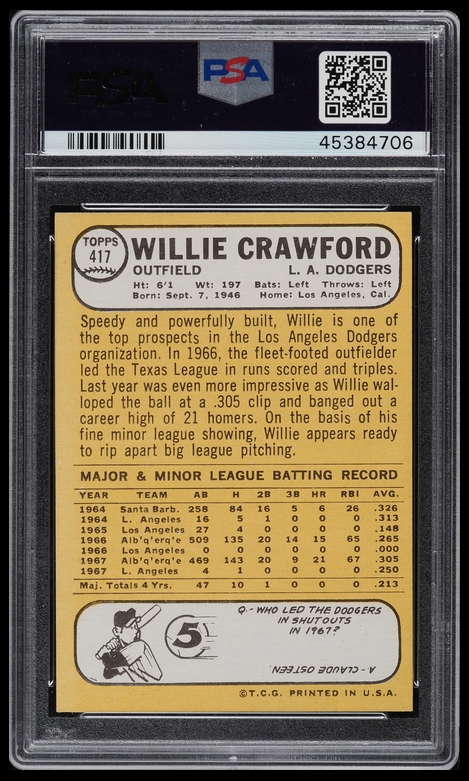 PSA
PSA
45384706
TOPPS
417
WILLIE CRAWFORD
OUTFIELD L. A. DODGERS
Ht: 6'1 Wt: 197 Bats: Left Throws: Left
Born: Sept. 7, 1946 Home: Los Angeles, Cal.
Speedy and powerfully built, Willie is one of
the top prospects in the Los Angeles Dodgers
organization. In 1966, the fleet-footed outfielder
led the Texas League in runs scored and triples.
Last year was even more impressive as Willie wal-
loped the ball at a .305 clip and banged out a
career high of 21 homers. On the basis of his
fine minor league showing, Willie appears ready
to rip apart big league pitching.
MAJOR & MINOR LEAGUE BATTING RECORD
YEAR TEAM AB H 2B 3B HR RBI AVG.
1964 Santa Barb. 258 84 16 5 6 26 .326
1964 L. Angeles 16 5 1 0 0 0 .313
1965 Los Angeles 27 4 0 0 0 0 .148
1966 Alb'q'erq'e 509 135 20 14 15 65 .265
1966 Los Angeles 0 0 0 0 0 0 .000
1967 Alb'q'erq'e 469 143 20 9 21 67 .305
1967 L. Angeles 4 1 0 0 0 0 .250
Maj. Totals 4 Yrs. 47 10 1 0 0 0 .213
5
Q.- WHO LED THE DODGERS
IN SHUTOUTS
IN 1967?
A.- CLAUDE OSTEEN
©T.C.G. PRINTED IN U.S.A.